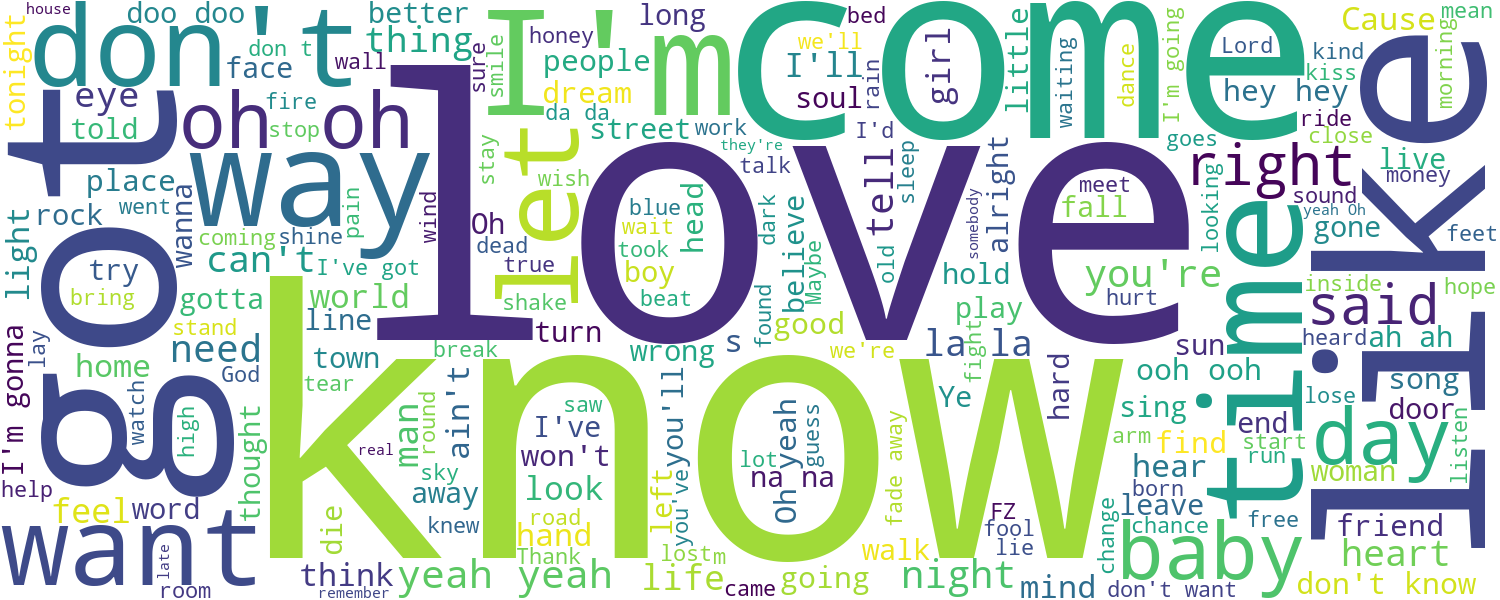 house
doo doo
better
long
bed
Cause
mean
tonight
don't
don t
thing
face
wall
sure
smile
I'm
honey
people
we'll
I'll
come
girl
little
waiting
dance
I'm going
Lord
kind
kiss
morning
like
eye
told
oh oh
fire
stop
dream
da da
soul
rain
hey hey
ride
close
got
way
love
let
street
work
they're
I'd
goes
right
live
money
place
went
rock
wanna
pain
wind
stay
wish
talk
tell
sleep
alright
meet
fall
sound
yeah Oh
looking
gone
feet
light
coming
shine
Oh
dead
blue
wait
head
dark
believe
old
somebody
try
can't
I've got
true
took
boy
Maybe
hold
you're
time
inside
hope
bring
gotta
world
shake
beat
found
good
play
hurt
said
lay
stand
line
turn
I'm gonna
home
need
God
town
break
wrong
s
we're
la la
fight
sun
heard
ah ah
tear
know
hard
ooh ooh
song
watch
high
thought
man
round
ain't
saw
I've
you'll
Oh yeah
guess
Ye
sing
end
lose
door
day
listen
real
won't
lot
na na
fade away
arm
find
start
run
help
feel
word
sky
away
look
left
you've
hear
born
woman
want
die
knew
road
hand
FZ
fool
lie
leave
chance
free
friend
late
room
think
remember
yeah yeah
Thank
lost
m
life
came
going
walk
night
mind
change
baby
don't want
heart
don't know